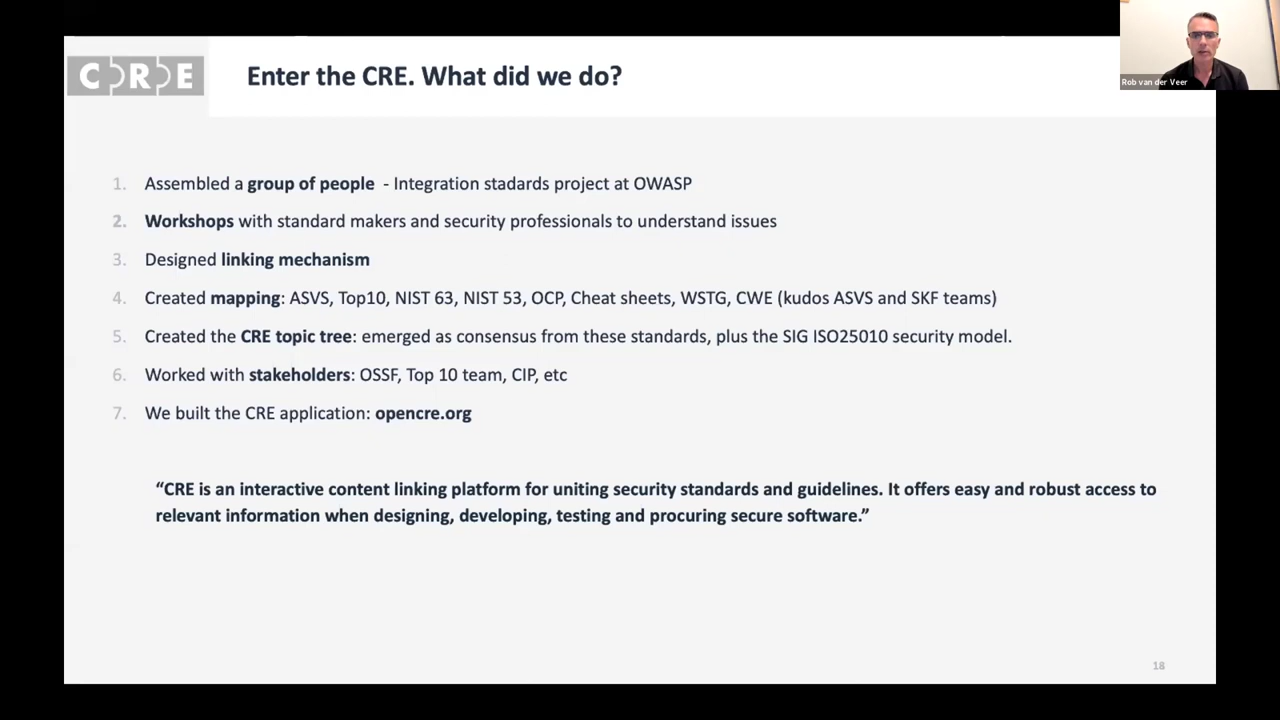 CRE
Enter the CRE. What did we do?
Rob van der Veer
1. Assembled a group of people - Integration stadards project at OWASP
2. Workshops with standard makers and security professionals to understand issues
3. Designed linking mechanism
4. Created mapping: ASVS, Top10, NIST 63, NIST 53, OCP, Cheat sheets, WSTG, CWE (kudos ASVS and SKF teams)
5. Created the CRE topic tree: emerged as consensus from these standards, plus the SIG ISO25010 security model.
6. Worked with stakeholders: OSSF, Top 10 team, CIP, etc
7. We built the CRE application: opencre.org
“CRE is an interactive content linking platform for uniting security standards and guidelines. It offers easy and robust access to
relevant information when designing, developing, testing and procuring secure software.”
18